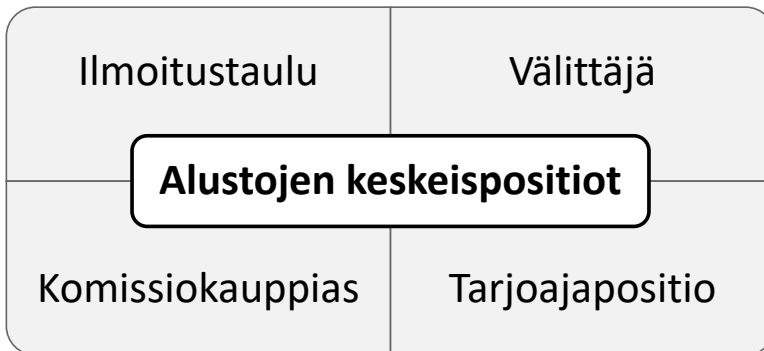 Ilmoitustaulu
Välittäjä
Alustojen keskeispositiot
Komissiokauppias
Tarjoajapositio